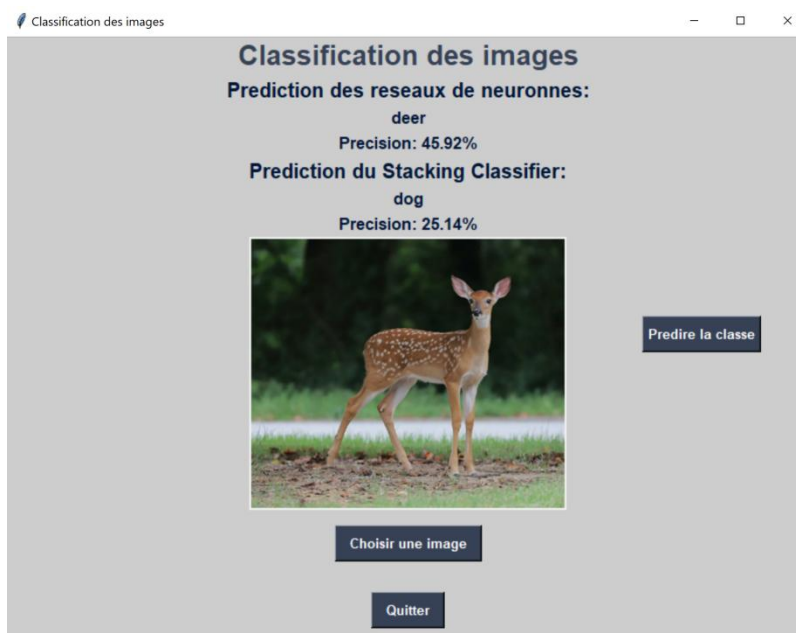 Classification des images
Classification des images
Prediction des reseaux de neuronnes:
deer
Precision: 45.92%
Prediction du Stacking Classifier:
dog
Precision: 25.14%
Predire la classe
Choisir une image
Quitter